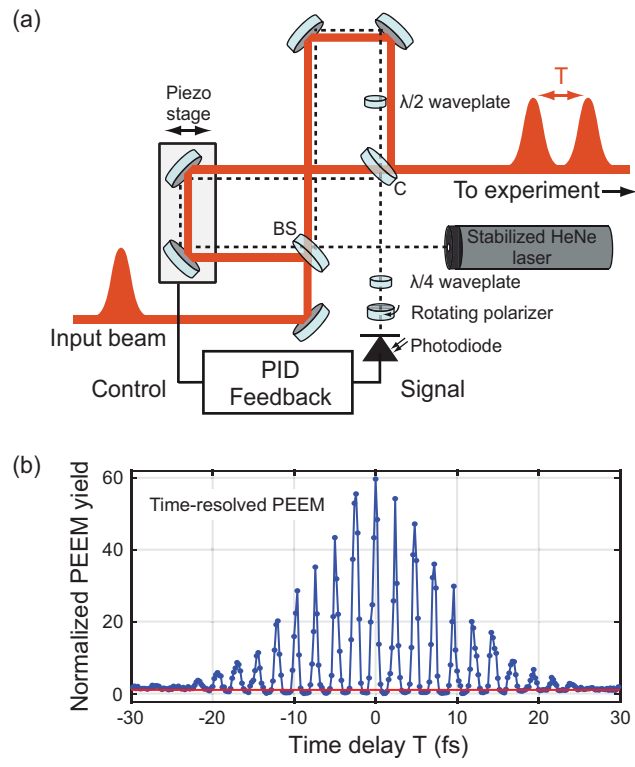 (a)
Piezo
stage
λ/2 waveplate
T
C
To experiment
BS
Stabilized HeNe
laser
λ/4 waveplate
Input beam
Rotating polarizer
Photodiode
Control
PID
Feedback
Signal
(b)
Normalized PEEM yield
Time-resolved PEEM
60
40
20
0
-30
-20
-10
0
10
20
30
Time delay T (fs)